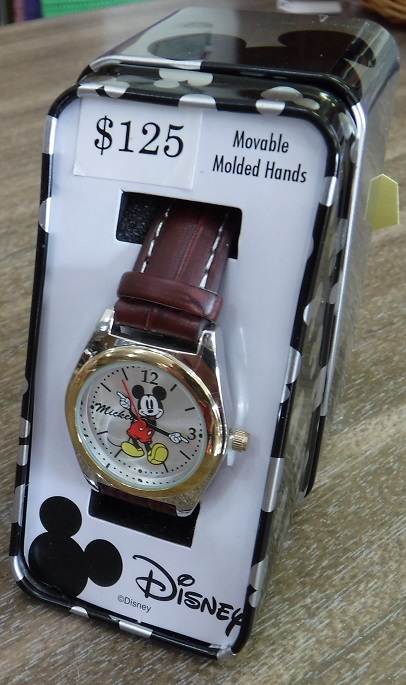 $125
Movable
Molded Hands
12
Mickey
3
©Disney
Disney